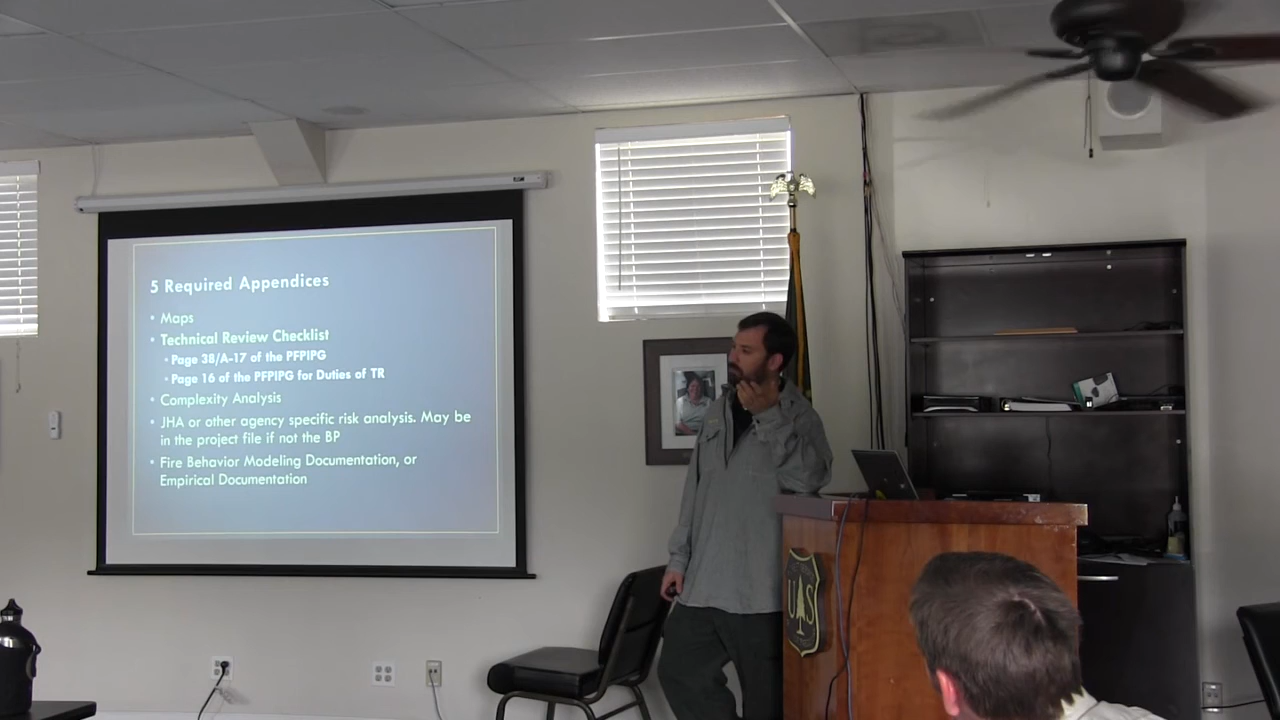 5 Required Appendices
• Maps
• Technical Review Checklist
• Page 38/A-17 of the PFPIPG
• Page 16 of the PFPIPG for Duties of TR
• Complexity Analysis
• JHA or other agency specific risk analysis. May be
in the project file if not the BP
• Fire Behavior Modeling Documentation, or
Empirical Documentation
U S